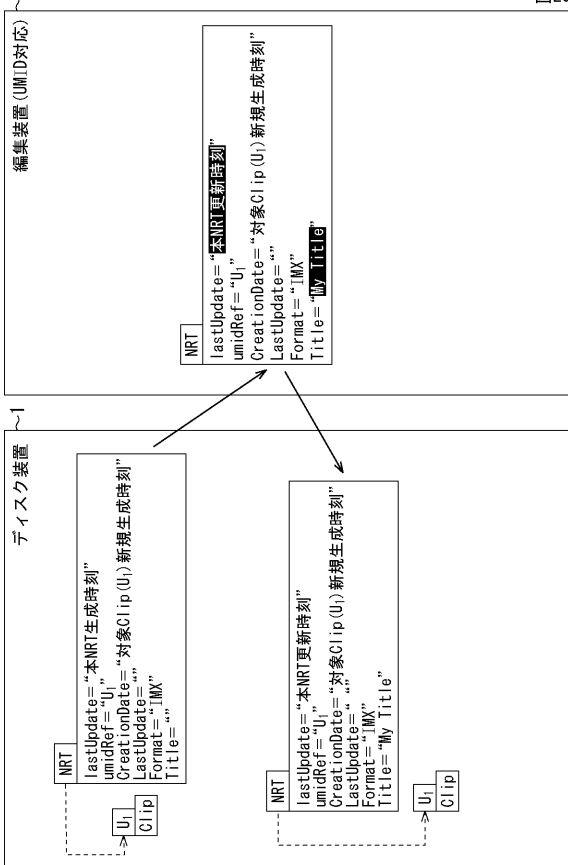 ディスク装置
~1
NRT
lastUpdate=“本NRT生成時刻”
umidRef=“U1”
CreationDate=“対象Clip(U1)新規生成時刻”
LastUpdate=“”
Format=“IMX”
Title=“”
U1
Clip
NRT
lastUpdate=“本NRT更新時刻”
umidRef=“U1”
CreationDate=“対象Clip(U1)新規生成時刻”
LastUpdate=“ ”
Format=“IMX”
Title=“My Title”
U1
Clip
編集装置(UMID対応)
NRT
lastUpdate=“本NRT更新時刻”
umidRef=“U1”
CreationDate=“対象Clip(U1)新規生成時刻”
LastUpdate=“”
Format=“IMX”
Title=“My Title”